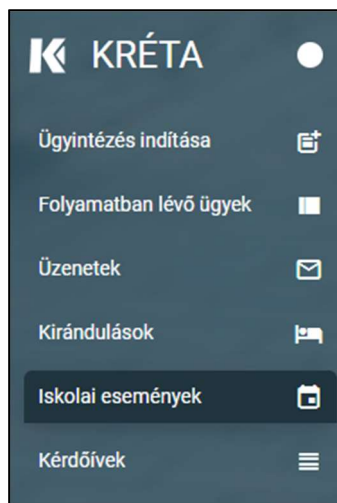 KRÉTA
Ügyintézés indítása
Folyamatban lévő ügyek
Üzenetek
Kirándulások
Iskolai események
Kérdőívek